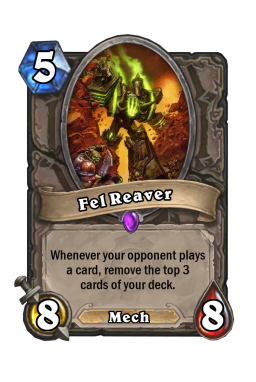 5
Fel Reaver
Whenever your opponent plays
a card, remove the top 3
cards of your deck.
8
Mech
8